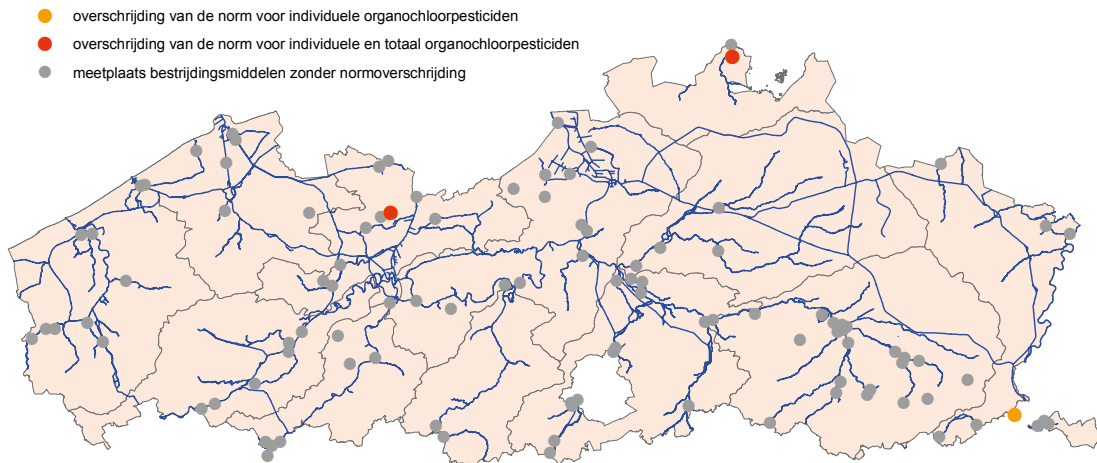 overschrijding van de norm voor individuele organochloorpesticiden
overschrijding van de norm voor individuele en totaal organochloorpesticiden
meetplaats bestrijdingsmiddelen zonder normoverschrijding